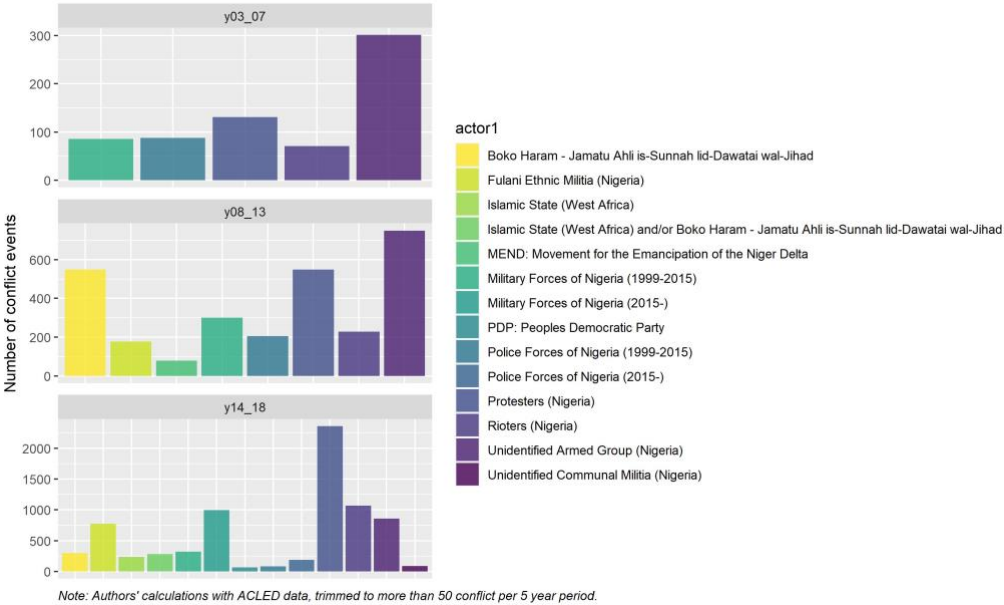 y03_07
300
200
100
0
y08_13
600
400
200
0
y14_18
2000
1500
1000
500
0
Number of conflict events
actor1
Boko Haram - Jamatu Ahli is-Sunnah lid-Dawatai wal-Jihad
Fulani Ethnic Militia (Nigeria)
Islamic State (West Africa)
Islamic State (West Africa) and/or Boko Haram - Jamatu Ahli is-Sunnah lid-Dawatai wal-Jihad
MEND: Movement for the Emancipation of the Niger Delta
Military Forces of Nigeria (1999-2015)
Military Forces of Nigeria (2015-)
PDP: Peoples Democratic Party
Police Forces of Nigeria (1999-2015)
Police Forces of Nigeria (2015-)
Protesters (Nigeria)
Rioters (Nigeria)
Unidentified Armed Group (Nigeria)
Unidentified Communal Militia (Nigeria)
Note: Authors' calculations with ACLED data, trimmed to more than 50 conflict per 5 year period.